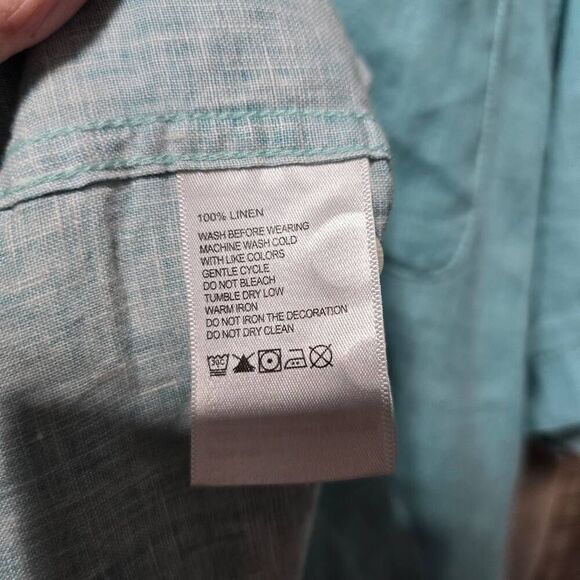 100% LINEN
WASH BEFORE WEARING
MACHINE WASH COLD
WITH LIKE COLORS
GENTLE CYCLE
DO NOT BLEACH
TUMBLE DRY LOW
WARM IRON
DO NOT IRON THE DECORATION
DO NOT DRY CLEAN
30C